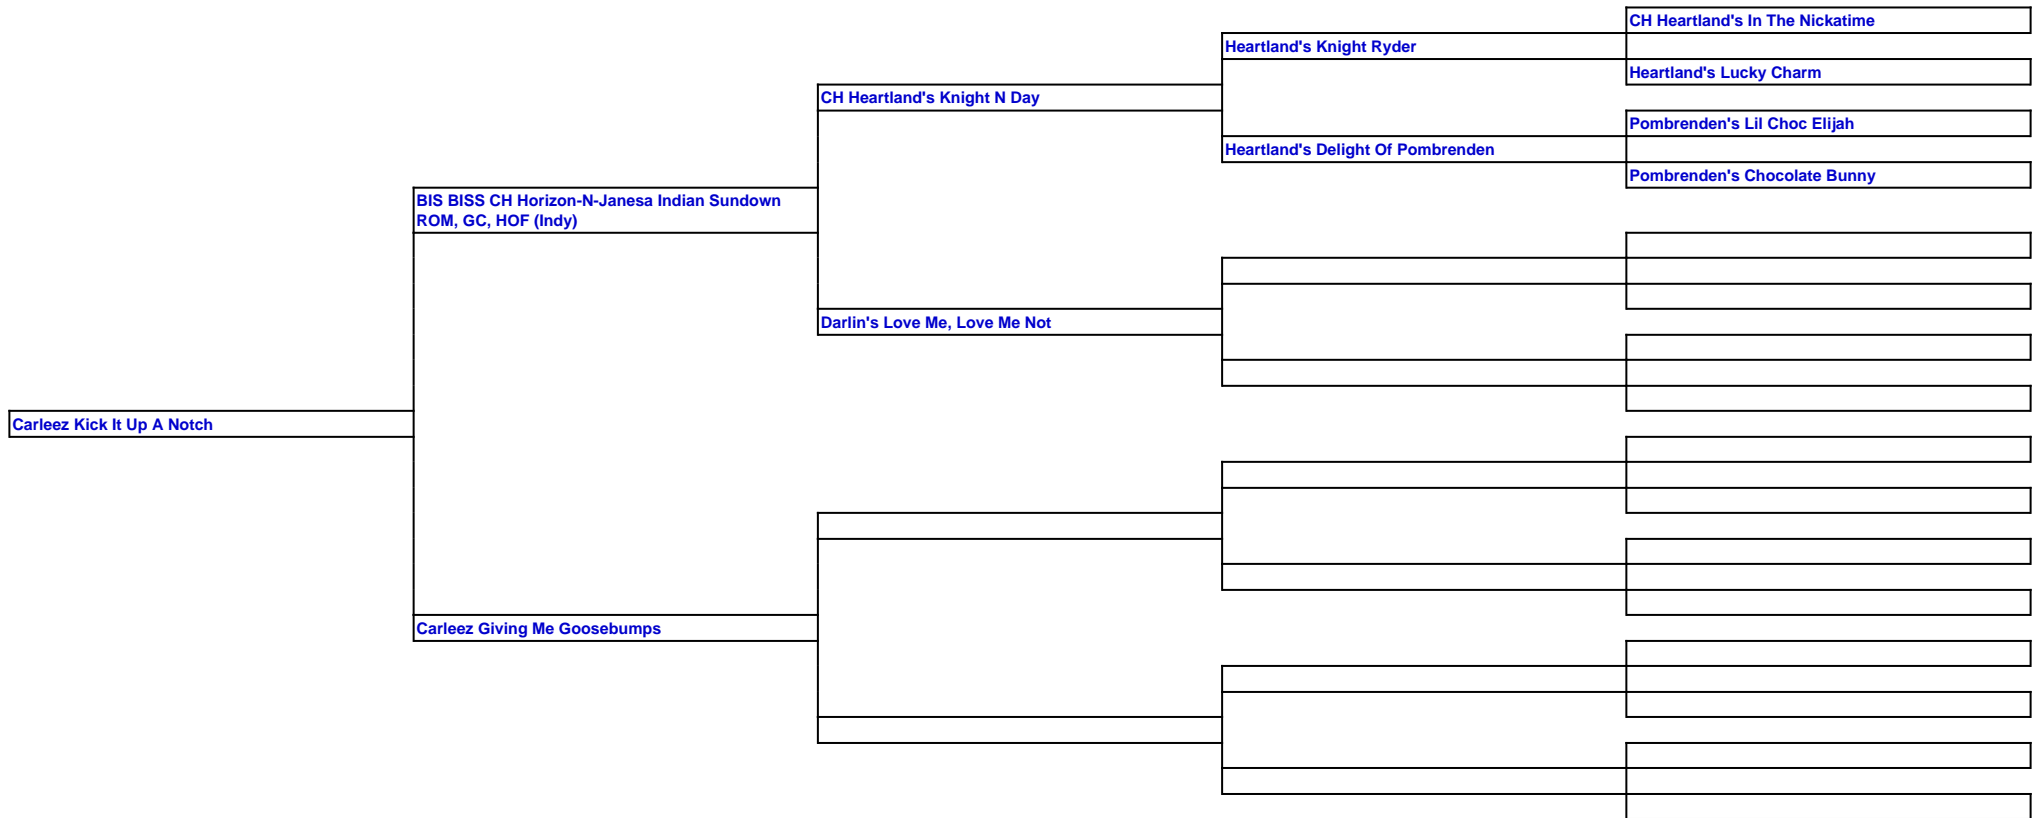 CH Heartland's In The Nickatime
Heartland's Knight Ryder
Heartland's Lucky Charm
CH Heartland's Knight N Day
Pombrenden's Lil Choc Elijah
Heartland's Delight Of Pombrenden
Pombrenden's Chocolate Bunny
BIS BISS CH Horizon-N-Janesa Indian Sundown
ROM, GC, HOF (Indy)
Darlin's Love Me, Love Me Not
Carleez Kick It Up A Notch
Carleez Giving Me Goosebumps